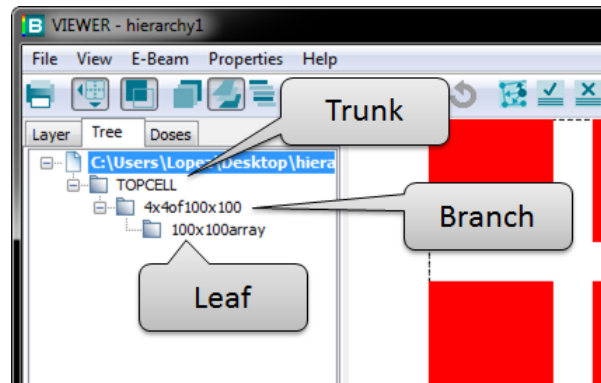 B VIEWER - hierarchy1
File View E-Beam Properties Help
Trunk
Layer Tree Doses
C:\Users\Lopez\Desktop\hiera
TOPCELL
4x4of100x100
Branch
100x100array
Leaf